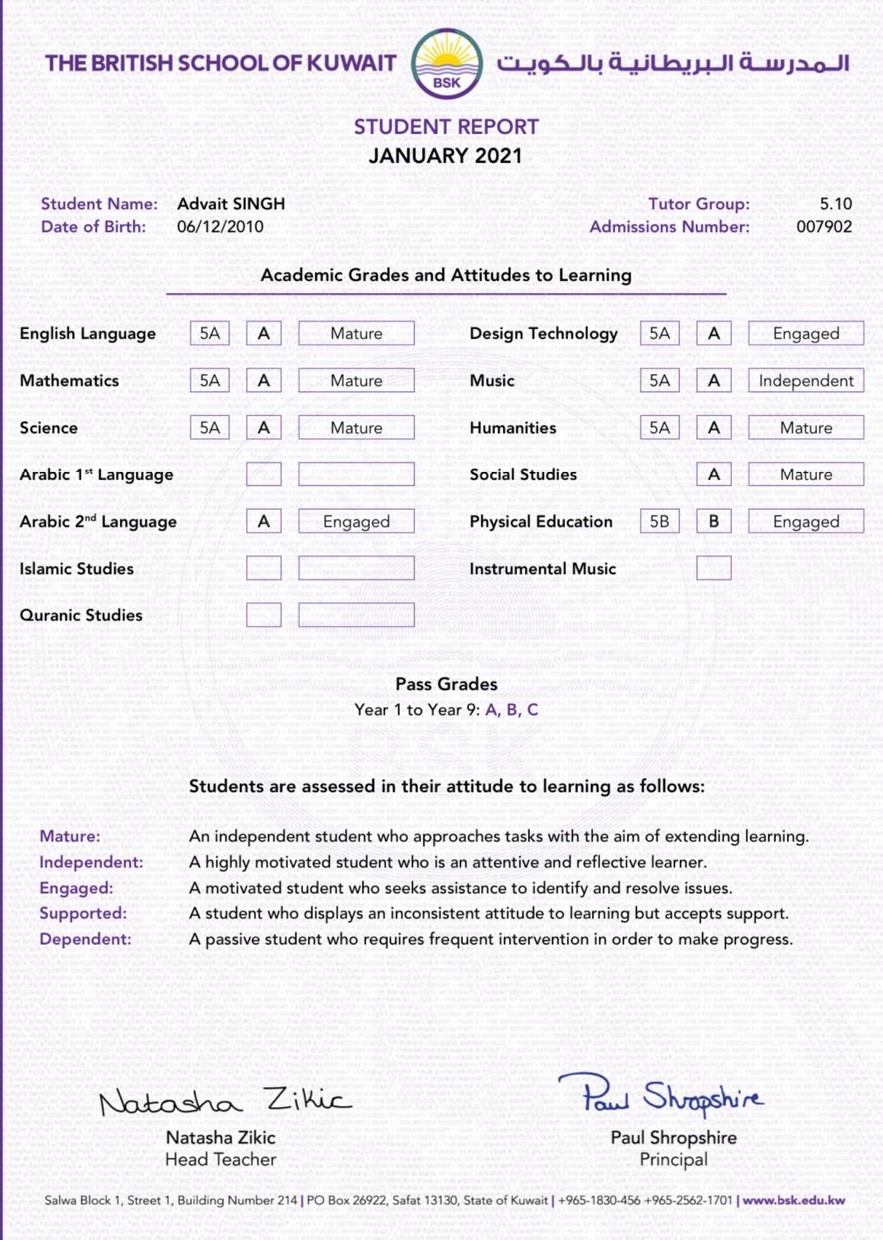 THE BRITISH SCHOOL OF KUWAIT BSK المدرسة البريطانية بالكويت
STUDENT REPORT
JANUARY 2021
Student Name: Advait SINGH Tutor Group: 5.10
Date of Birth: 06/12/2010 Admissions Number: 007902
Academic Grades and Attitudes to Learning
English Language 5A A Mature Design Technology 5A A Engaged
Mathematics 5A A Mature Music 5A A Independent
Science 5A A Mature Humanities 5A A Mature
Arabic 1st Language Social Studies A Mature
Arabic 2nd Language A Engaged Physical Education 5B B Engaged
Islamic Studies Instrumental Music
Quranic Studies
Pass Grades
Year 1 to Year 9: A, B, C
Students are assessed in their attitude to learning as follows:
Mature: An independent student who approaches tasks with the aim of extending learning.
Independent: A highly motivated student who is an attentive and reflective learner.
Engaged: A motivated student who seeks assistance to identify and resolve issues.
Supported: A student who displays an inconsistent attitude to learning but accepts support.
Dependent: A passive student who requires frequent intervention in order to make progress.
Natasha Zikic Paul Shropshire
Natasha Zikic Paul Shropshire
Head Teacher Principal
Salwa Block 1, Street 1, Building Number 214 | PO Box 26922, Safat 13130, State of Kuwait | +965-1830-456 +965-2562-1701 | www.bsk.edu.kw